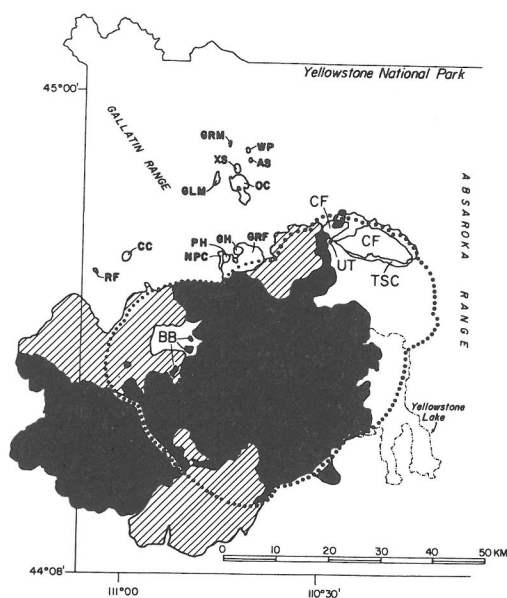 Yellowstone National Park
45°00'
GALLATIN RANGE
GRM
WP
XS
AS
GLM
OC
ABSAROKA RANGE
CF
CF
PH
GH
GRF
NPC
CC
RF
UT
TSC
BB
Yellowstone
Lake
0 10 20 30 40 50 KM
44°08'
111°00
110°30'